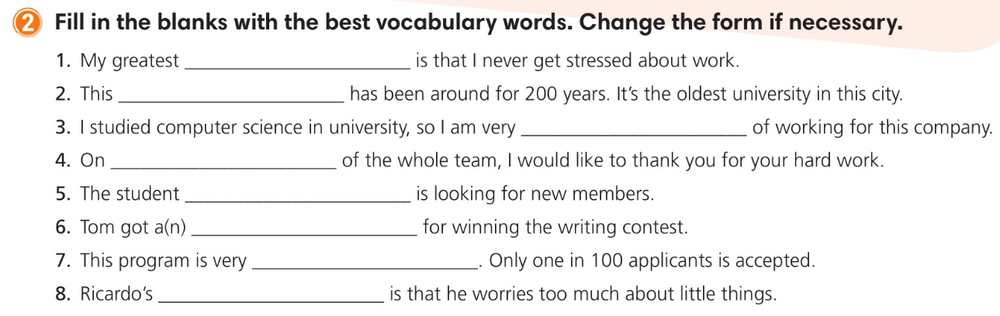 2 Fill in the blanks with the best vocabulary words. Change the form if necessary.
1. My greatest ______________________ is that I never get stressed about work.
2. This ______________________ has been around for 200 years. It's the oldest university in this city.
3. I studied computer science in university, so I am very ______________________ of working for this company.
4. On ______________________ of the whole team, I would like to thank you for your hard work.
5. The student ______________________ is looking for new members.
6. Tom got a(n) ______________________ for winning the writing contest.
7. This program is very ______________________. Only one in 100 applicants is accepted.
8. Ricardo's ______________________ is that he worries too much about little things.